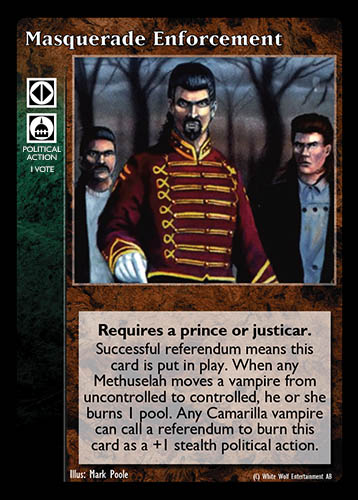 Masquerade Enforcement
POLITICAL
ACTION
1 VOTE
Requires a prince or justicar.
Successful referendum means this
card is put in play. When any
Methuselah moves a vampire from
uncontrolled to controlled, he or she
burns 1 pool. Any Camarilla vampire
can call a referendum to burn this
card as a +1 stealth political action.
Illus: Mark Poole
(C) White Wolf Entertainment AB